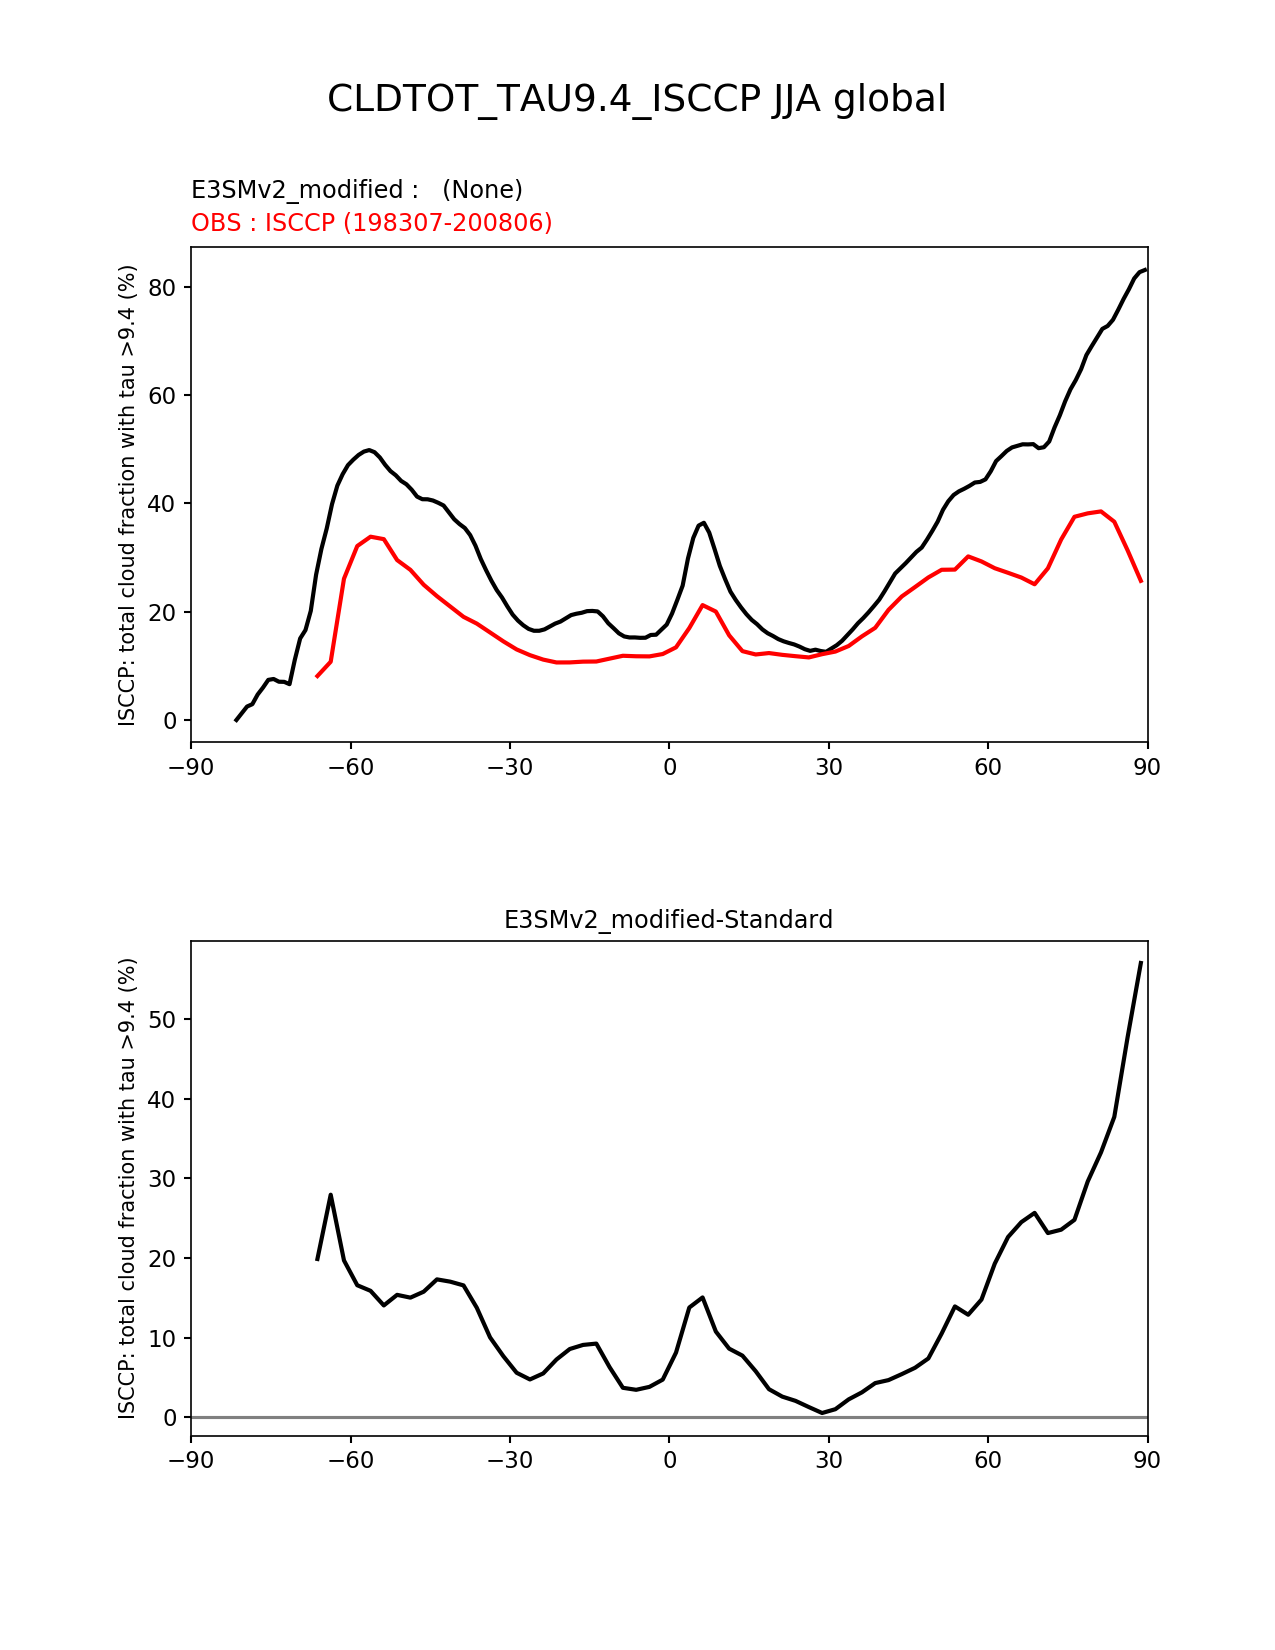 CLDTOT_TAU9.4_ISCCP JJA global
E3SMv2_modified :   (None)
OBS : ISCCP (198307-200806)
ISCCP: total cloud fraction with tau >9.4 (%)
80
60
40
20
0
−90 −60 −30 0 30 60 90
E3SMv2_modified-Standard
ISCCP: total cloud fraction with tau >9.4 (%)
50
40
30
20
10
0
−90 −60 −30 0 30 60 90